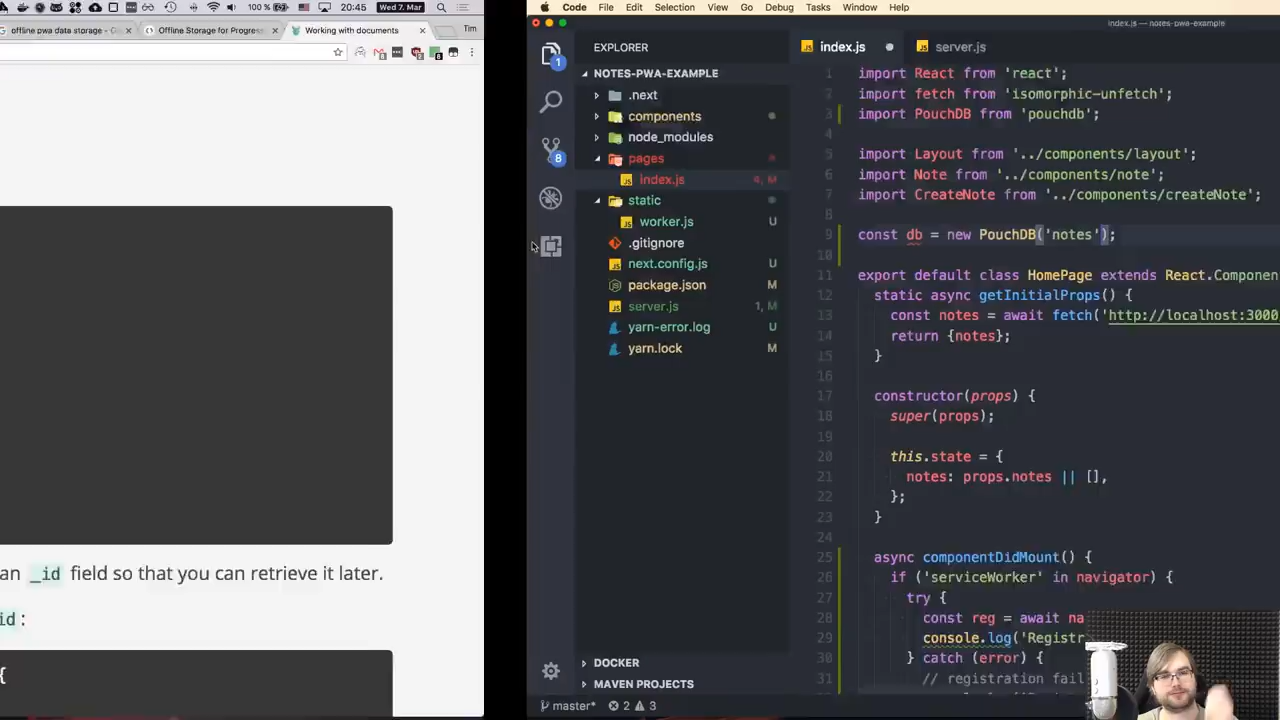 100 %
20:45
Wed 7. Mar
offline pwa data storage - Go
Offline Storage for Progress
Working with documents
Tim
an _id field so that you can retrieve it later.
id:
{
Code File Edit Selection View Go Debug Tasks Window Help
index.js — notes-pwa-example
EXPLORER
NOTES-PWA-EXAMPLE
.next
components
node_modules
pages
index.js 4, M
static
worker.js U
.gitignore
next.config.js U
package.json M
server.js 1, M
yarn-error.log U
yarn.lock M
DOCKER
MAVEN PROJECTS
1
8
master* 2 3
index.js server.js
1 import React from 'react';
2 import fetch from 'isomorphic-unfetch';
3 import PouchDB from 'pouchdb';
4
5 import Layout from '../components/layout';
6 import Note from '../components/note';
7 import CreateNote from '../components/createNote';
8
9 const db = new PouchDB('notes');
10
11 export default class HomePage extends React.Componen
12 static async getInitialProps() {
13 const notes = await fetch('http://localhost:3000
14 return {notes};
15 }
16
17 constructor(props) {
18 super(props);
19
20 this.state = {
21 notes: props.notes || [],
22 };
23 }
24
25 async componentDidMount() {
26 if ('serviceWorker' in navigator) {
27 try {
28 const reg = await na
29 console.log('Registr
30 } catch (error) {
31 // registration fail